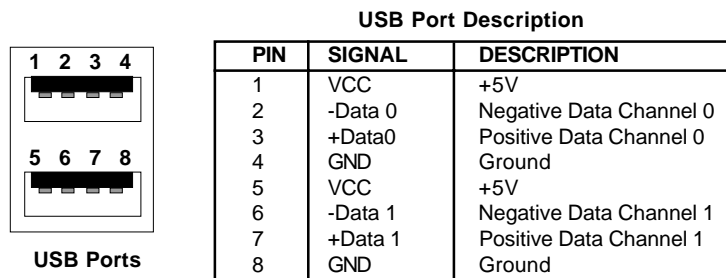 USB Port Description
1 2 3 4
5 6 7 8
USB Ports
PIN SIGNAL DESCRIPTION
1 VCC +5V
2 -Data 0 Negative Data Channel 0
3 +Data0 Positive Data Channel 0
4 GND Ground
5 VCC +5V
6 -Data 1 Negative Data Channel 1
7 +Data 1 Positive Data Channel 1
8 GND Ground